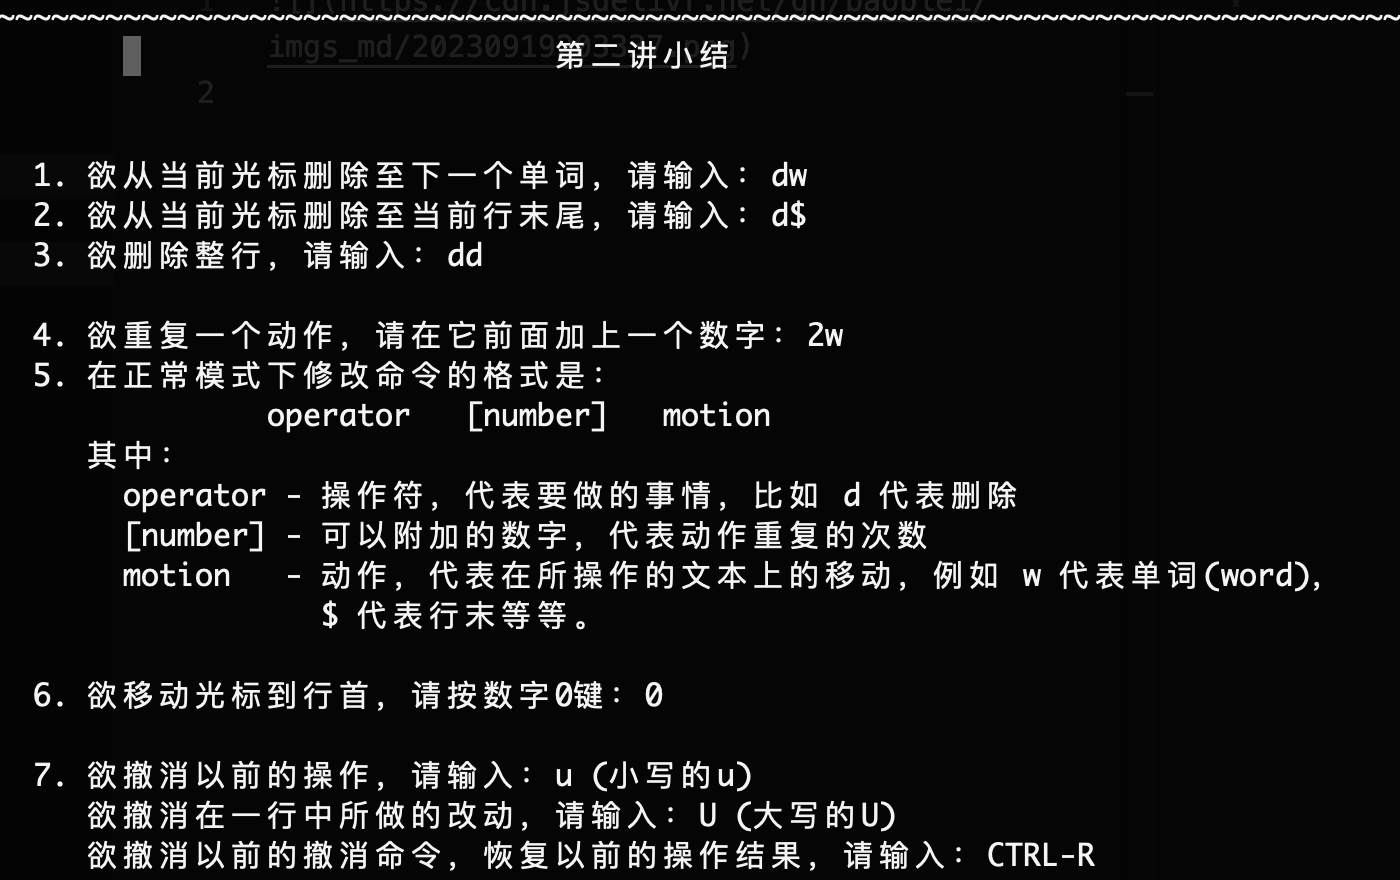 ~~~~~~~~~~~~~~~~~~~~~~~~~~~~~~~~~~~~~~~~~~~~~~~~~~~~~~~~~~~~~~~~~~~~~~~~~~~~~~
imgs_md/20230919
第二讲小结
2
1. 欲从当前光标删除至下一个单词，请输入：dw
2. 欲从当前光标删除至当前行末尾，请输入：d$
3. 欲删除整行，请输入：dd
4. 欲重复一个动作，请在它前面加上一个数字：2w
5. 在正常模式下修改命令的格式是：
operator [number] motion
其中：
operator - 操作符，代表要做的事情，比如 d 代表删除
[number] - 可以附加的数字，代表动作重复的次数
motion - 动作，代表在所操作的文本上的移动，例如 w 代表单词(word)，
$ 代表行末等等。
6. 欲移动光标到行首，请按数字0键：0
7. 欲撤消以前的操作，请输入：u (小写的u)
欲撤消在一行中所做的改动，请输入：U (大写的U)
欲撤消以前的撤消命令，恢复以前的操作结果，请输入：CTRL-R